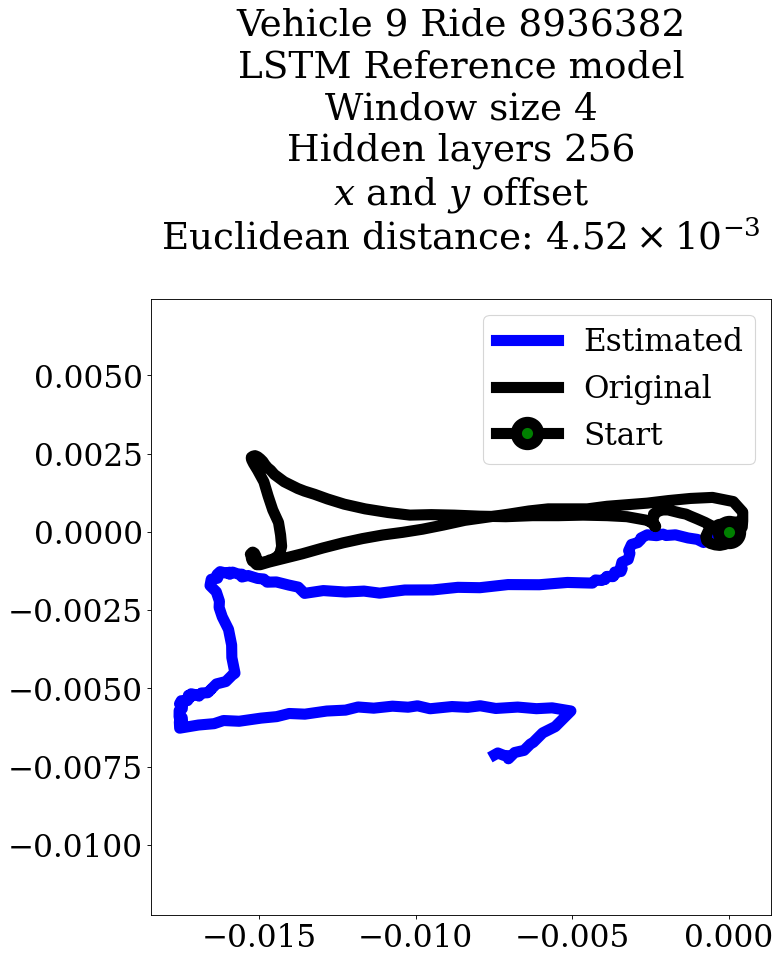 Vehicle 9 Ride 8936382
LSTM Reference model
Window size 4
Hidden layers 256
x and y offset
Euclidean distance: 4.52 × 10⁻³
Estimated
Original
Start
0.0050
0.0025
0.0000
−0.0025
−0.0050
−0.0075
−0.0100
−0.015 −0.010 −0.005 0.000